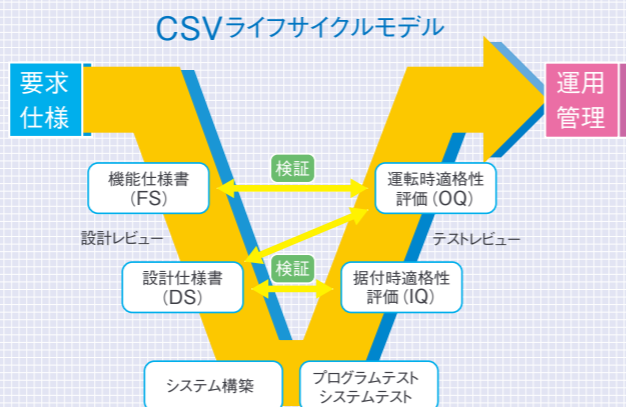 CSVライフサイクルモデル
要求
仕様
運用
管理
機能仕様書
(FS)
検証
運転時適格性
評価(OQ)
設計レビュー
テストレビュー
設計仕様書
(DS)
検証
据付時適格性
評価(IQ)
システム構築
プログラムテスト
システムテスト